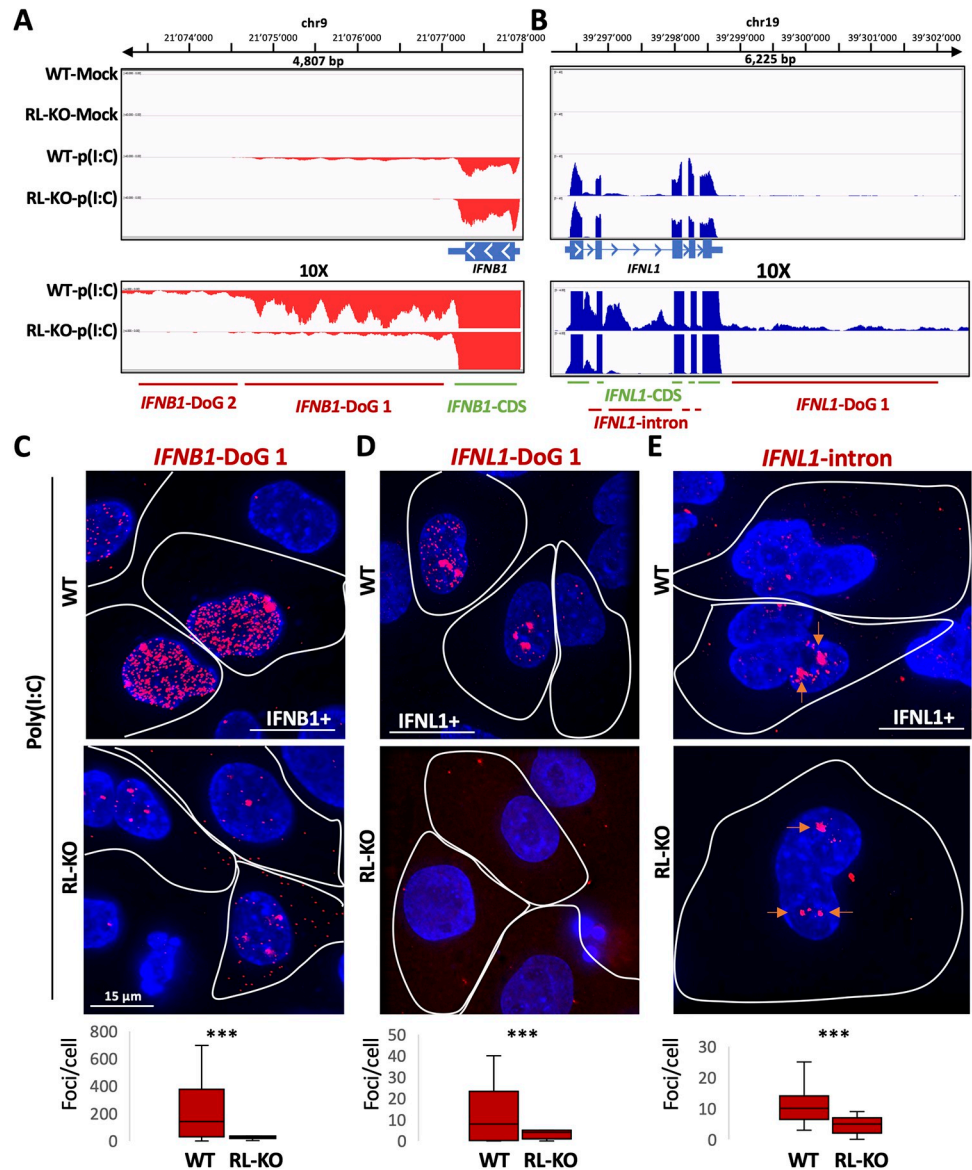 A
chr9
21’074’000 21’075’000 21’076’000 21’077’000 21’078’000
4,807 bp
WT-Mock
RL-KO-Mock
WT-p(I:C)
RL-KO-p(I:C)
IFNB1
10X
WT-p(I:C)
RL-KO-p(I:C)
IFNB1-DoG 2 IFNB1-DoG 1 IFNB1-CDS
B
chr19
39’297’000 39’298’000 39’299’000 39’300’000 39’301’000 39’302’000
6,225 bp
IFNL1
10X
IFNL1-CDS
IFNL1-intron
IFNL1-DoG 1
C
IFNB1-DoG 1
D
IFNL1-DoG 1
E
IFNL1-intron
Poly(I:C)
WT
IFNB1+
WT
IFNL1+
WT
IFNL1+
RL-KO
15 μm
RL-KO
RL-KO
***
Foci/cell
800
600
400
200
0
WT RL-KO
***
Foci/cell
50
40
30
20
10
0
WT RL-KO
***
Foci/cell
30
20
10
0
WT RL-KO